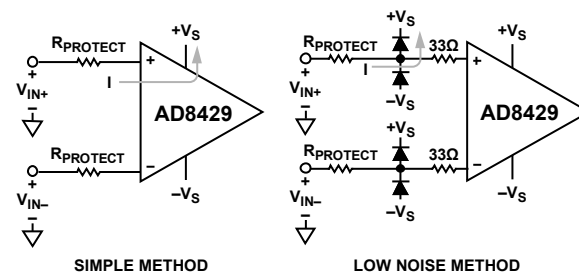 +VS
RPROTECT
+
I
+
VIN+
−
AD8429
RPROTECT
−
+
VIN−
−
−VS
SIMPLE METHOD
+VS
RPROTECT
33Ω
+VS
+
I
+
VIN+
−
−VS
AD8429
+VS
RPROTECT
33Ω
−
+
VIN−
−
−VS
−VS
LOW NOISE METHOD